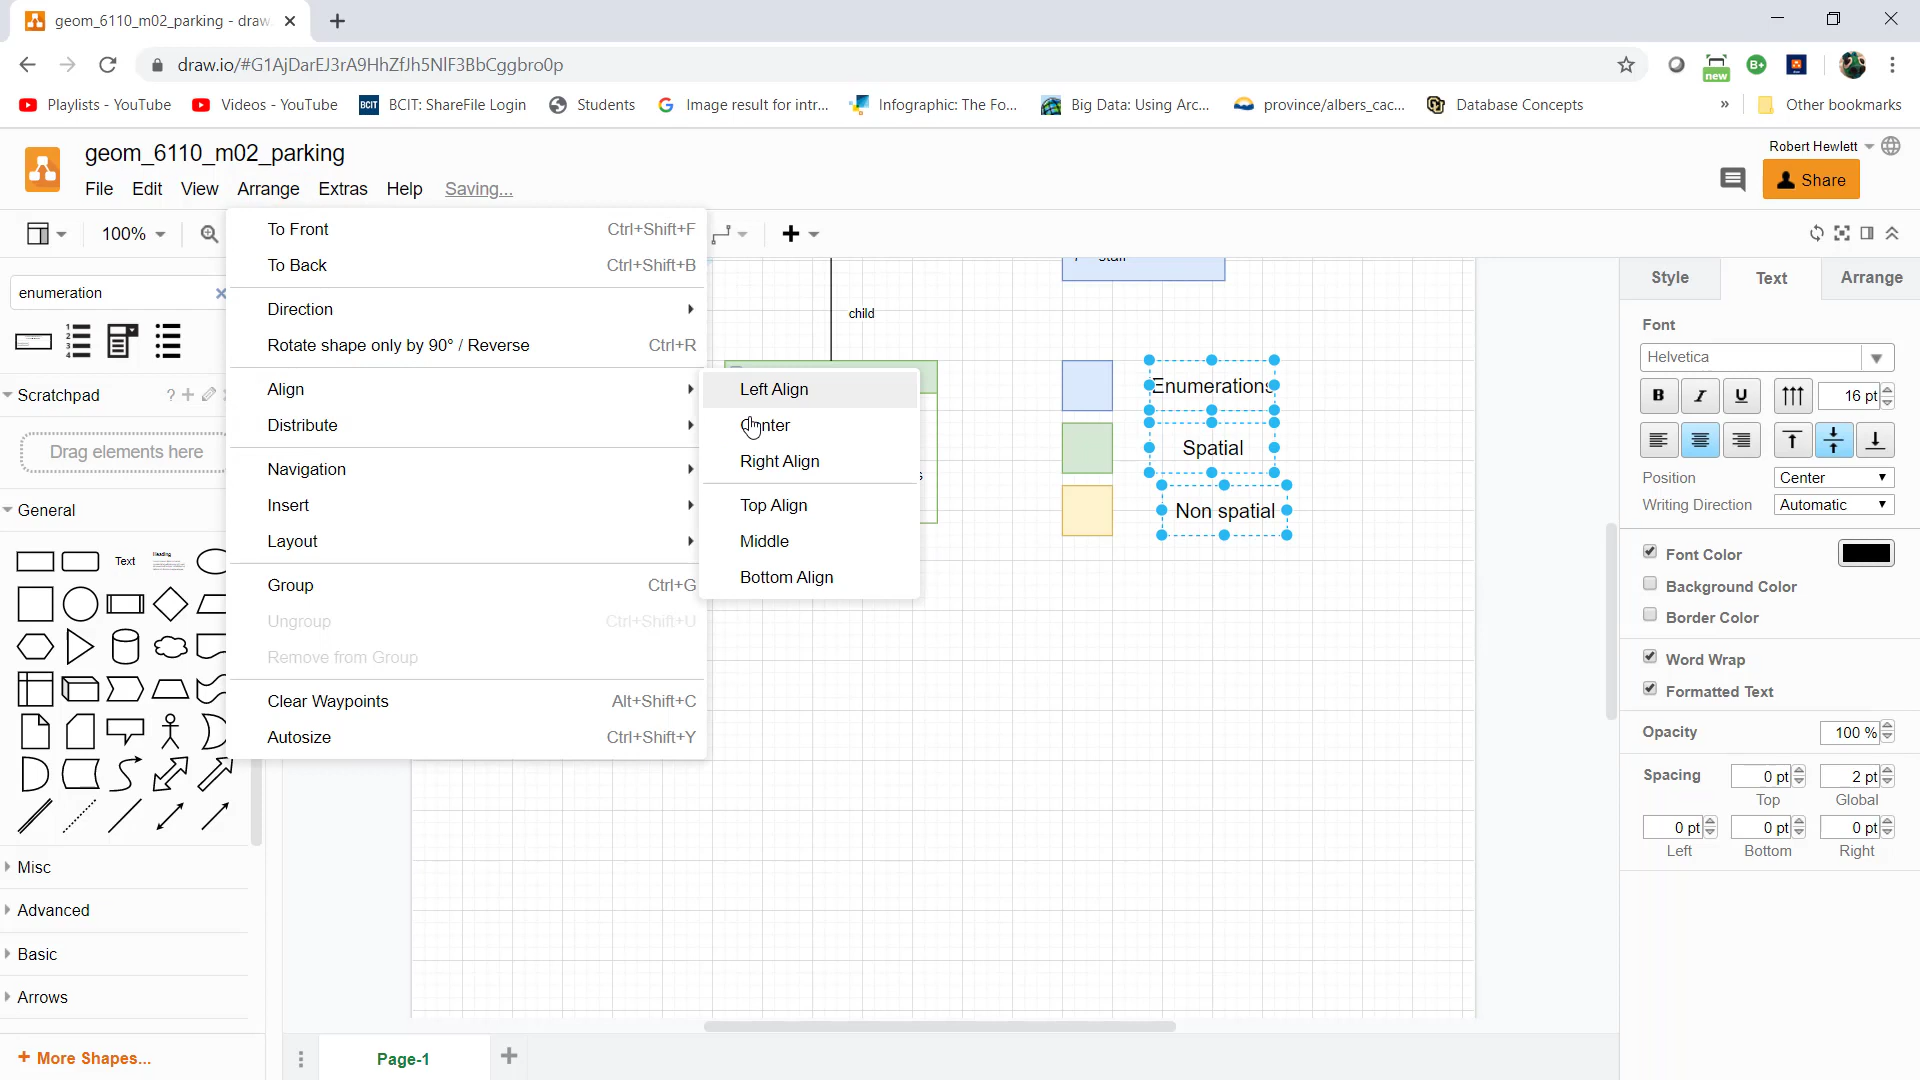 geom_6110_m02_parking - draw.
draw.io/#G1AjDarEJ3rA9HhZfJh5NlF3BbCggbro0p
new
B+
Playlists - YouTube
Videos - YouTube
BCIT
BCIT: ShareFile Login
Students
Image result for intr...
Infographic: The Fo...
Big Data: Using Arc...
province/albers_cac...
Database Concepts
»
Other bookmarks
geom_6110_m02_parking
Robert Hewlett
File Edit View Arrange Extras Help Saving...
Share
100%
enumeration
Scratchpad
?
Drag elements here
General
Text
Heading
Misc
Advanced
Basic
Arrows
+ More Shapes...
To Front Ctrl+Shift+F
To Back Ctrl+Shift+B
Direction
Rotate shape only by 90° / Reverse Ctrl+R
Align
Distribute
Navigation
Insert
Layout
Group Ctrl+G
Ungroup Ctrl+Shift+U
Remove from Group
Clear Waypoints Alt+Shift+C
Autosize Ctrl+Shift+Y
Left Align
Center
Right Align
Top Align
Middle
Bottom Align
child
Enumerations
Spatial
Non spatial
Page-1
Style Text Arrange
Font
Helvetica
B I U 16 pt
Position Center
Writing Direction Automatic
Font Color
Background Color
Border Color
Word Wrap
Formatted Text
Opacity 100 %
Spacing 0 pt 2 pt
Top Global
0 pt 0 pt 0 pt
Left Bottom Right